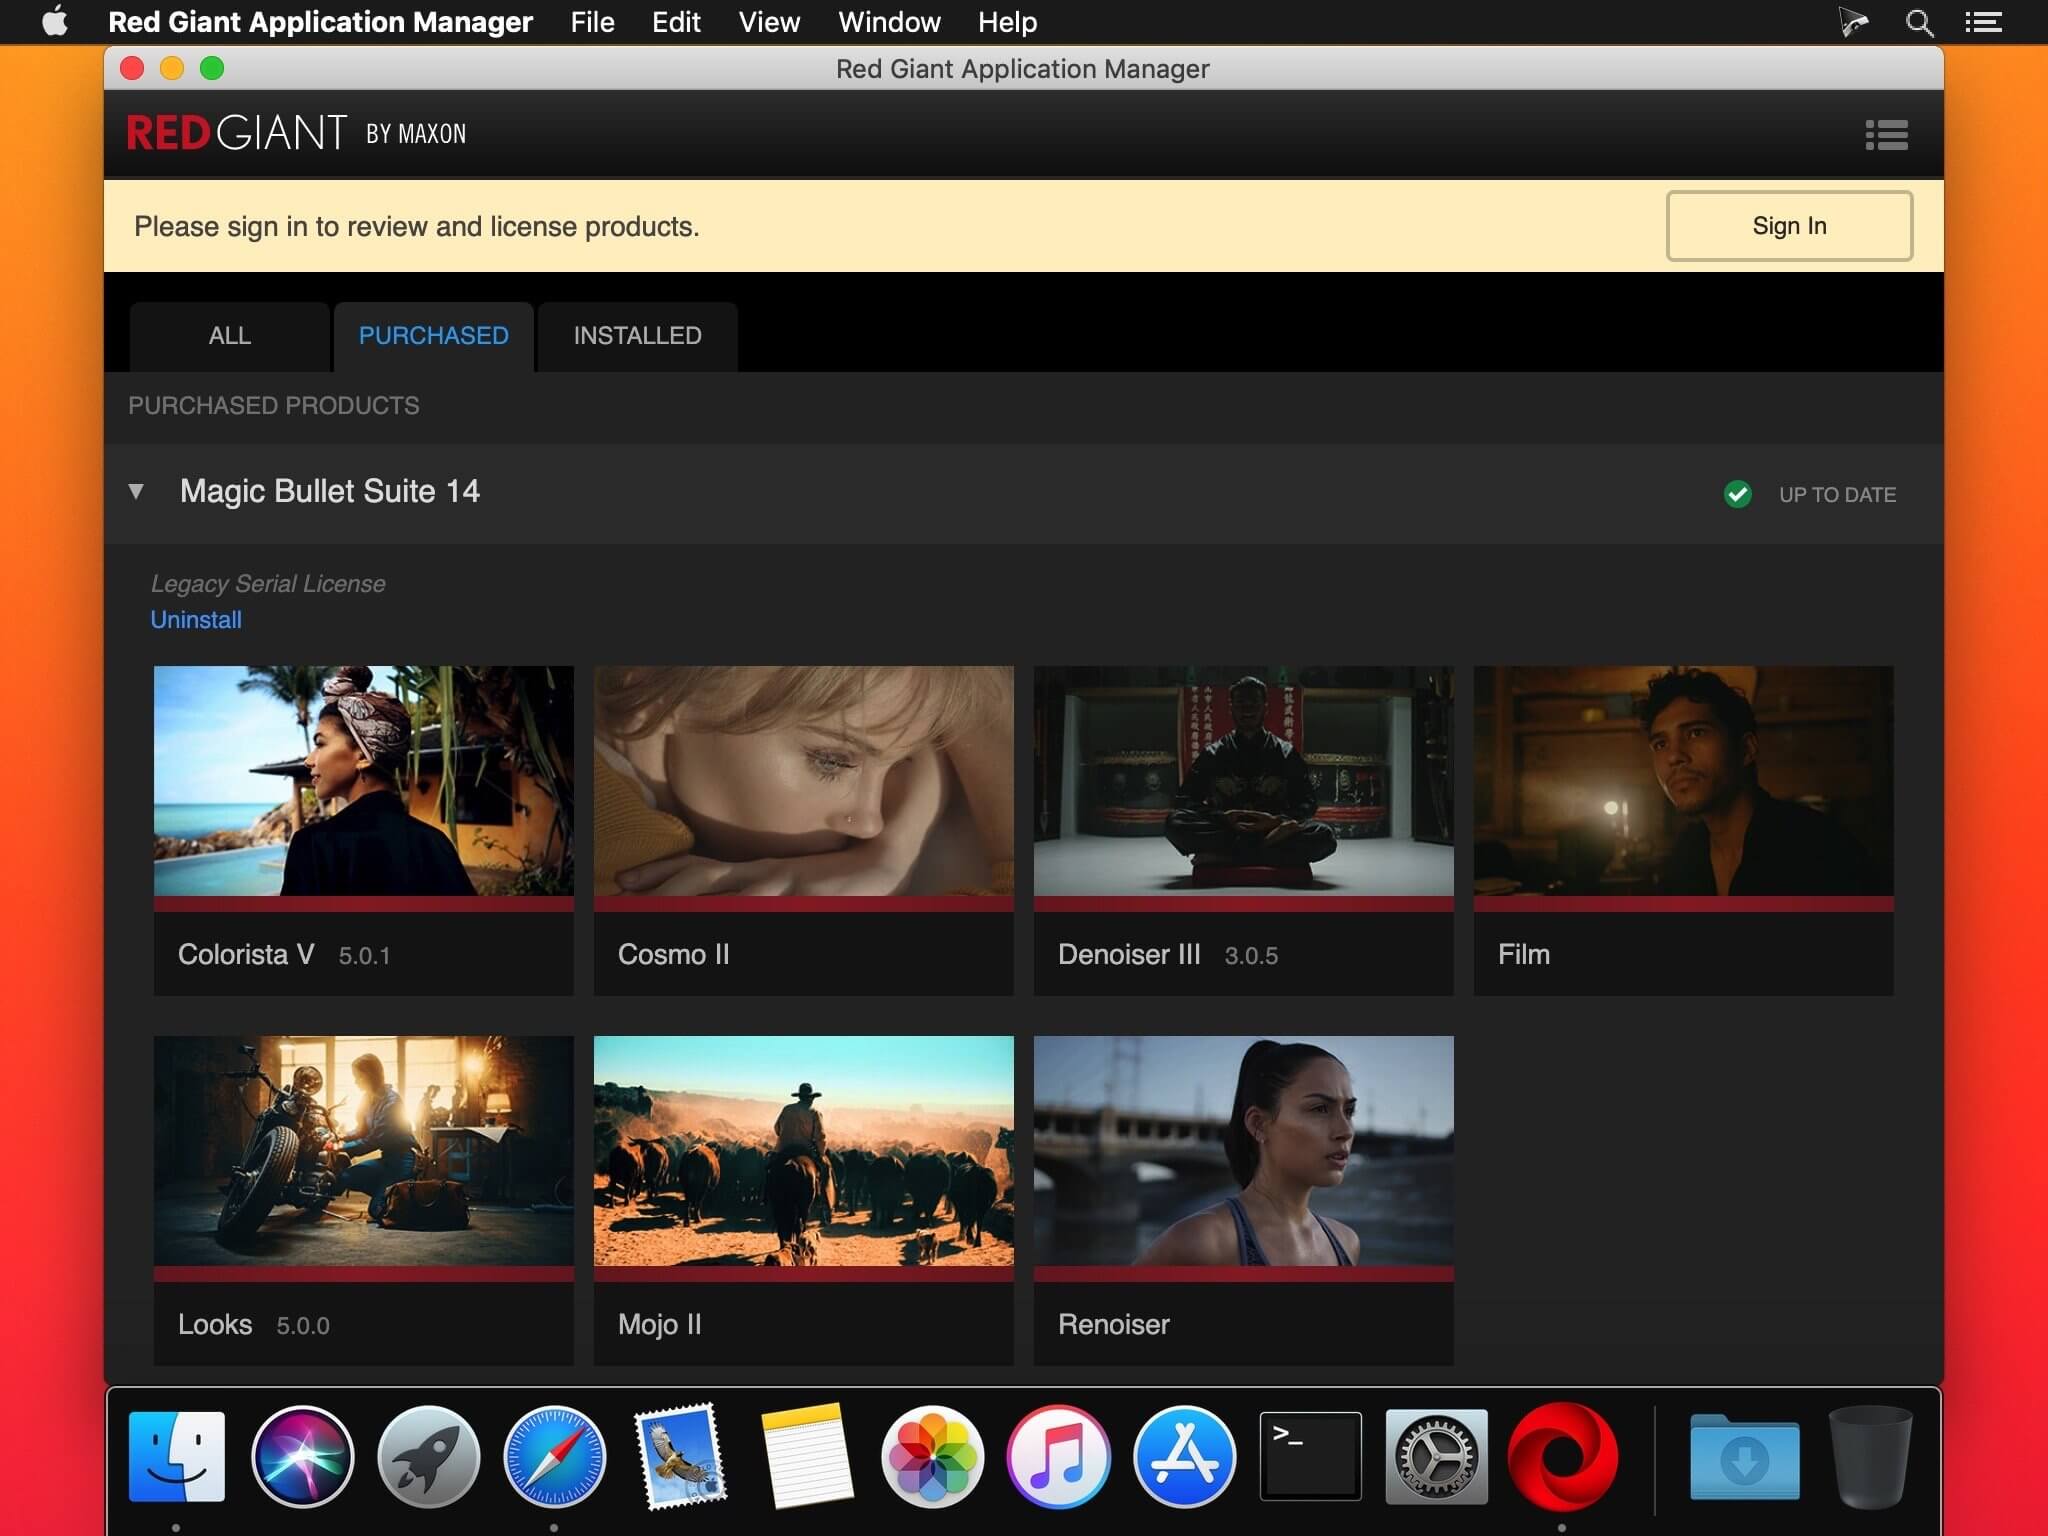 Red Giant Application Manager File Edit View Window Help
Red Giant Application Manager
RED GIANT BY MAXON
Please sign in to review and license products.
Sign In
ALL PURCHASED INSTALLED
PURCHASED PRODUCTS
Magic Bullet Suite 14
UP TO DATE
Legacy Serial License
Uninstall
Colorista V 5.0.1
Cosmo II
Denoiser III 3.0.5
Film
Looks 5.0.0
Mojo II
Renoiser
>_